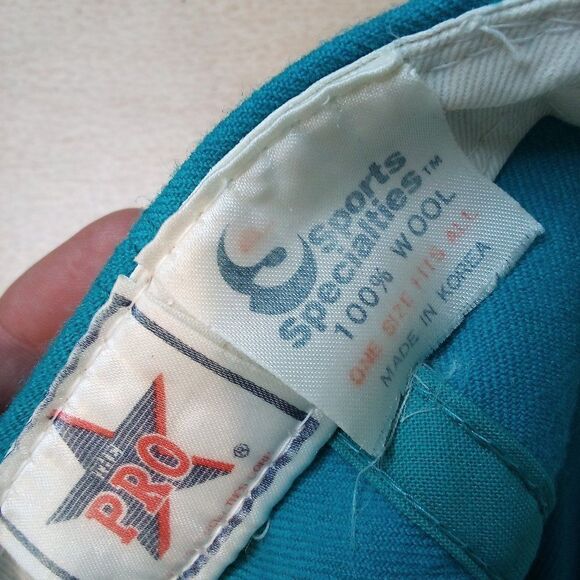 Sports
Specialties™
100% WOOL
ONE SIZE FITS ALL
MADE IN KOREA
THE
PRO
®